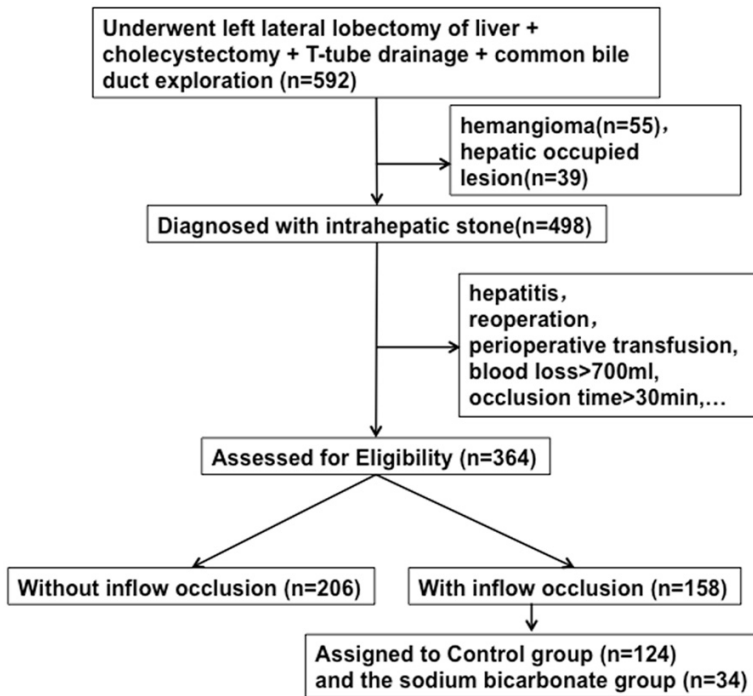 Underwent left lateral lobectomy of liver +
cholecystectomy + T-tube drainage + common bile
duct exploration (n=592)
hemangioma(n=55)，
hepatic occupied
lesion(n=39)
Diagnosed with intrahepatic stone(n=498)
hepatitis，
reoperation，
perioperative transfusion,
blood loss>700ml,
occlusion time>30min,…
Assessed for Eligibility (n=364)
Without inflow occlusion (n=206)
With inflow occlusion (n=158)
Assigned to Control group (n=124)
and the sodium bicarbonate group (n=34)